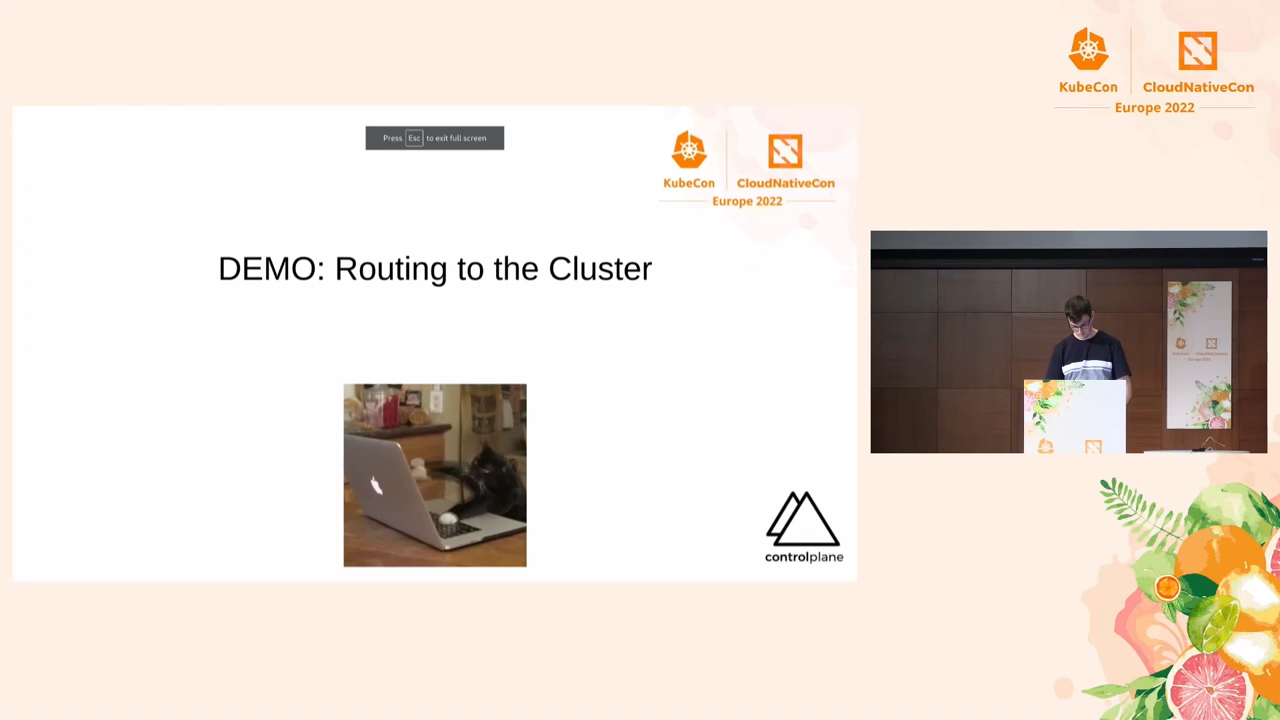 KubeCon
CloudNativeCon
Europe 2022
Press Esc to exit full screen
KubeCon
CloudNativeCon
Europe 2022
DEMO: Routing to the Cluster
controlplane